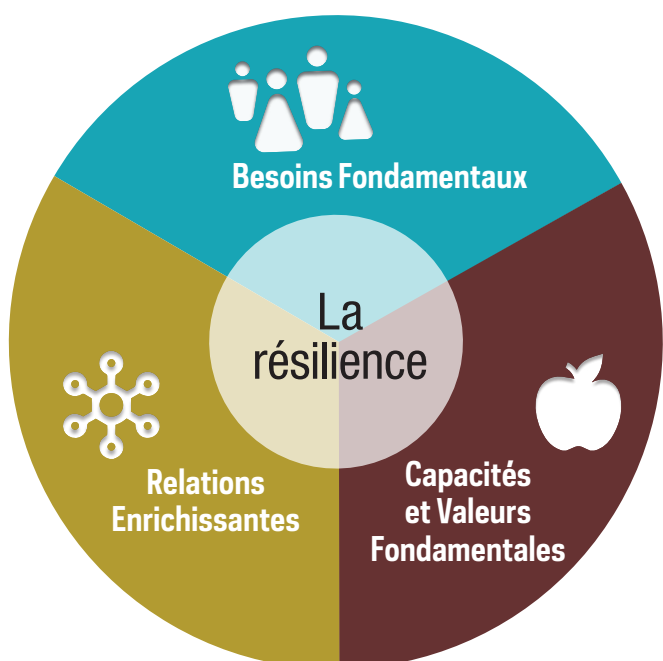 Besoins Fondamentaux
La
résilience
Relations
Enrichissantes
Capacités
et Valeurs
Fondamentales